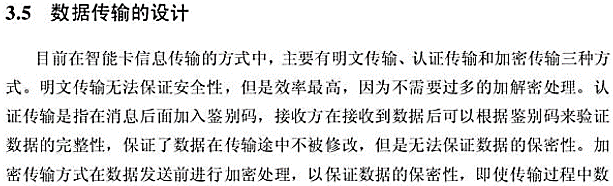 3.5 数据传输的设计
目前在智能卡信息传输的方式中，主要有明文传输、认证传输和加密传输三种方
式。明文传输无法保证安全性，但是效率最高，因为不需要过多的加解密处理。认
证传输是指在消息后面加入鉴别码，接收方在接收到数据后可以根据鉴别码来验证
数据的完整性，保证了数据在传输途中不被修改，但是无法保证数据的保密性。加
密传输方式在数据发送前进行加密处理，以保证数据的保密性，即使传输过程中数